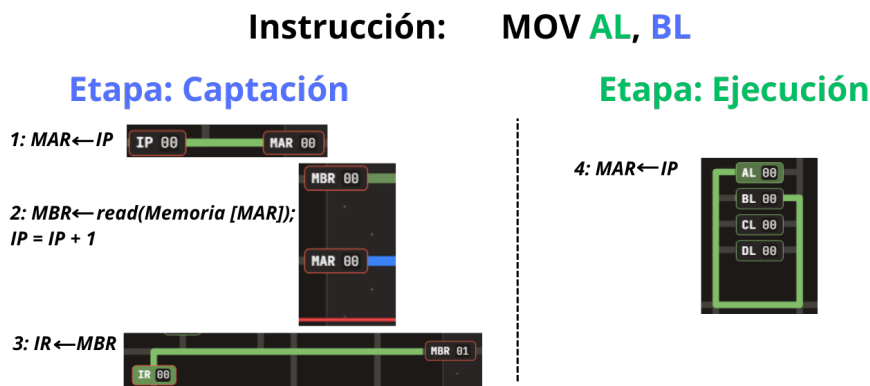 Instrucción: MOV AL, BL
Etapa: Captación
1: MAR←IP
IP 00
MAR 00
2: MBR←read(Memoria [MAR]);
IP = IP + 1
MBR 00
MAR 00
3: IR←MBR
MBR 01
IR 00
Etapa: Ejecución
4: MAR←IP
AL 00
BL 00
CL 00
DL 00